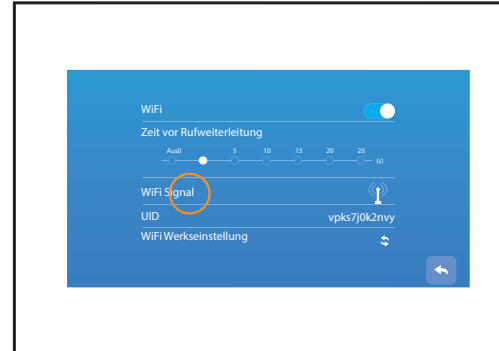 WiFi
Zeit vor Rufweiterleitung
Aus0 5 10 15 20 25 (s)
WiFi Signal
UID vpks7j0k2nvy
WiFi Werkseinstellung